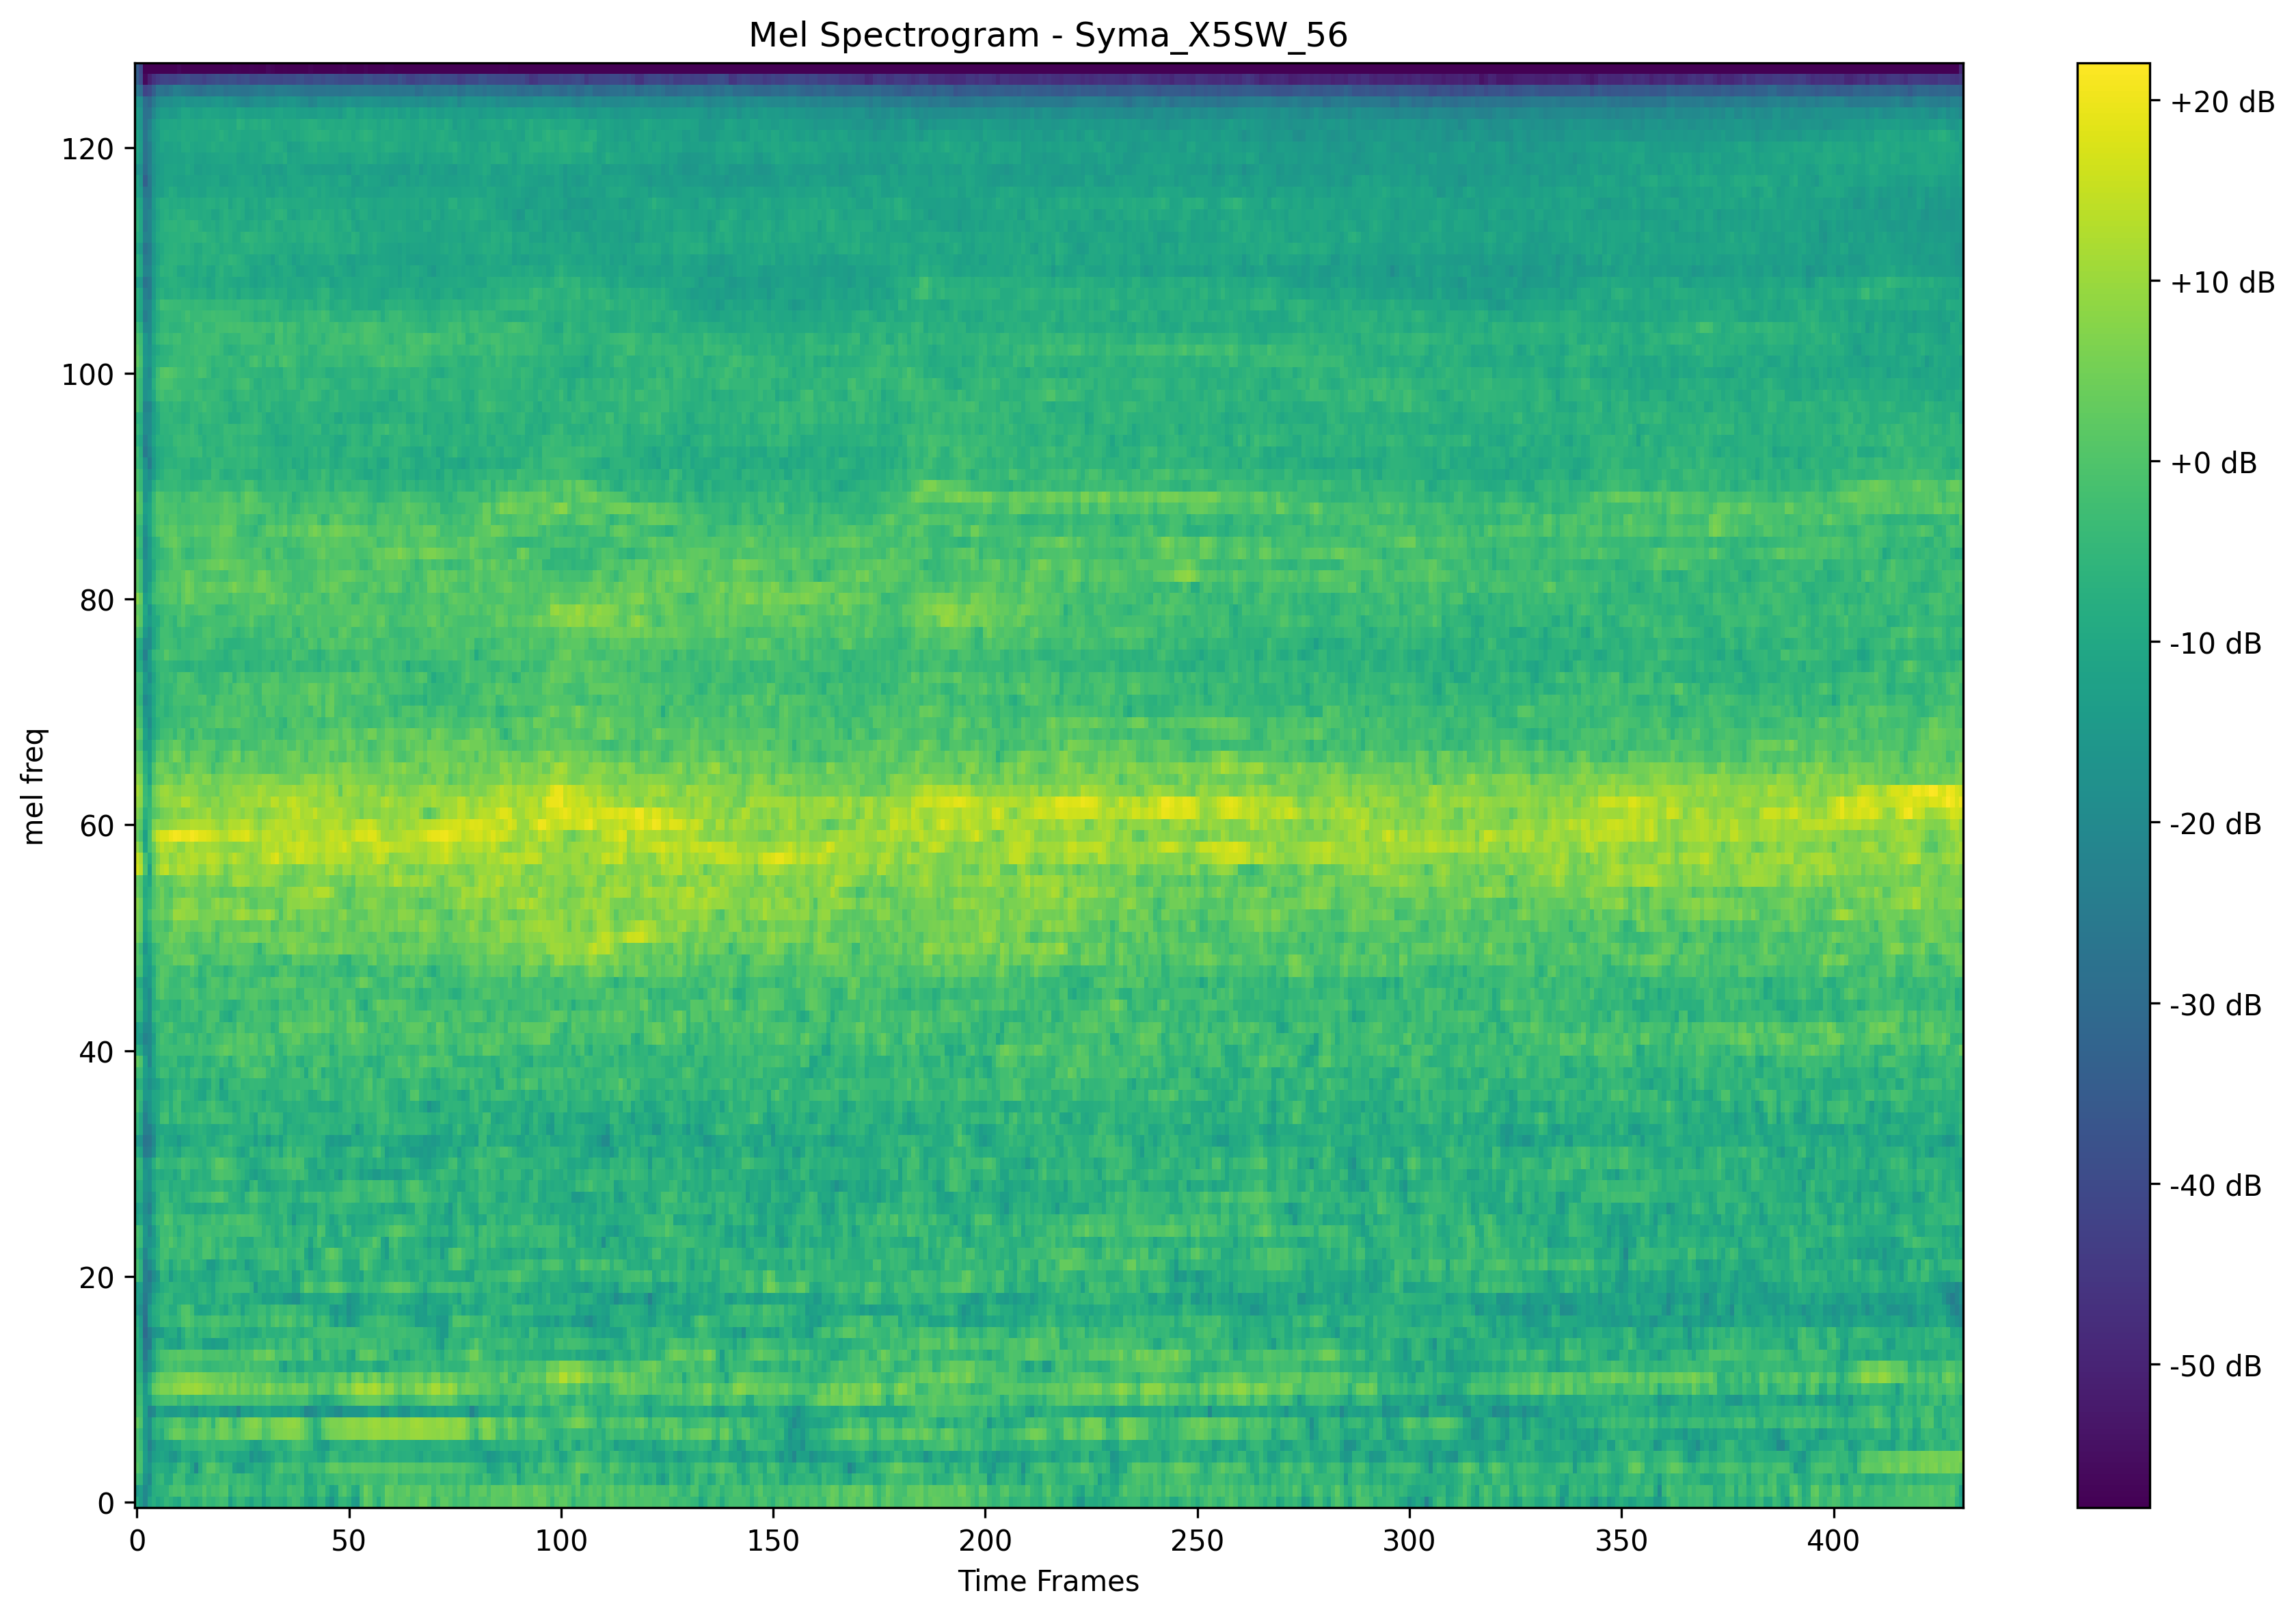 Mel Spectrogram - Syma_X5SW_56
mel freq
120
100
80
60
40
20
0
0 50 100 150 200 250 300 350 400
Time Frames
+20 dB
+10 dB
+0 dB
-10 dB
-20 dB
-30 dB
-40 dB
-50 dB